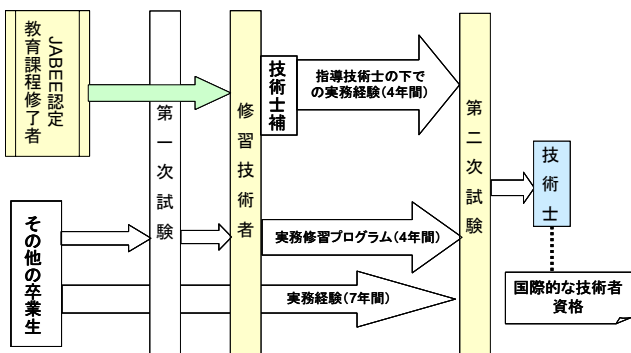 JABEE認定
教育課程修了者
第一次試験
修習技術者
技術士補
指導技術士の下で
の実務経験(4年間)
第二次試験
技術士
その他の卒業生
実務修習プログラム(4年間)
実務経験(7年間)
国際的な技術者
資格